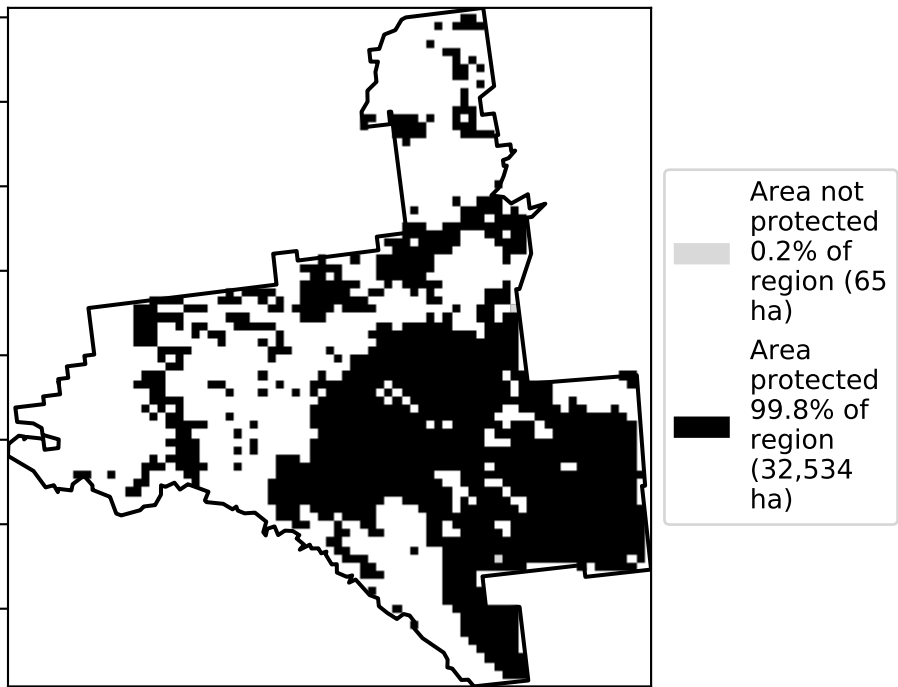 Area not
protected
0.2% of
region (65
ha)
Area
protected
99.8% of
region
(32,534
ha)